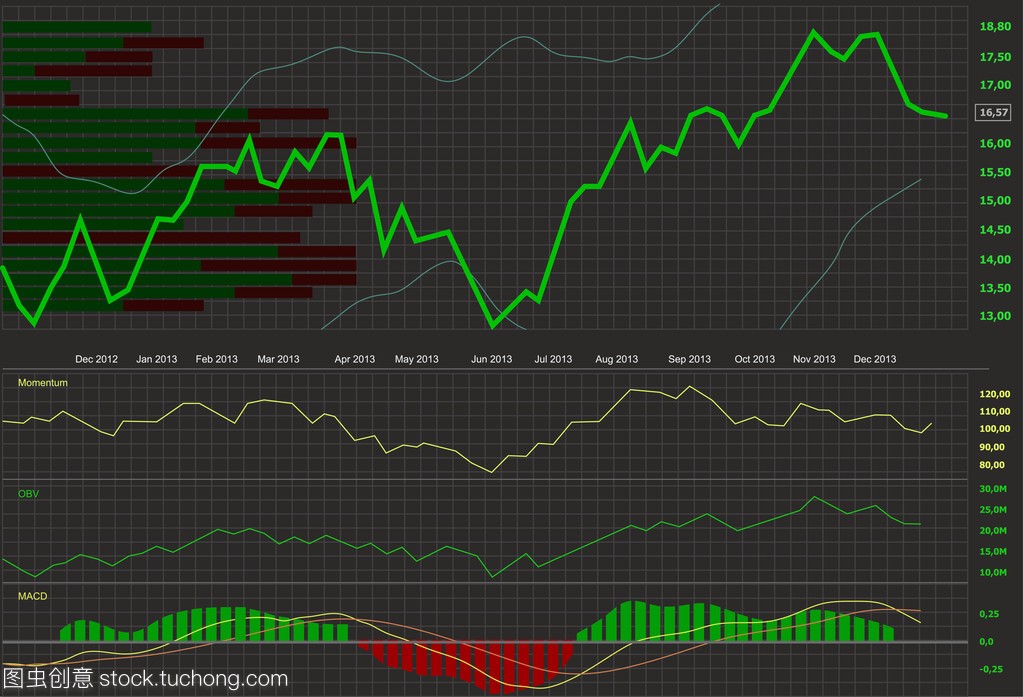 18,80
17,50
17,00
16,57
16,00
15,50
15,00
14,50
14,00
13,50
13,00
Dec 2012 Jan 2013 Feb 2013 Mar 2013 Apr 2013 May 2013 Jun 2013 Jul 2013 Aug 2013 Sep 2013 Oct 2013 Nov 2013 Dec 2013
Momentum
120,00
110,00
100,00
90,00
80,00
OBV
30,0M
25,0M
20,0M
15,0M
10,0M
MACD
0,25
0,0
-0,25
图虫创意 stock.tuchong.com